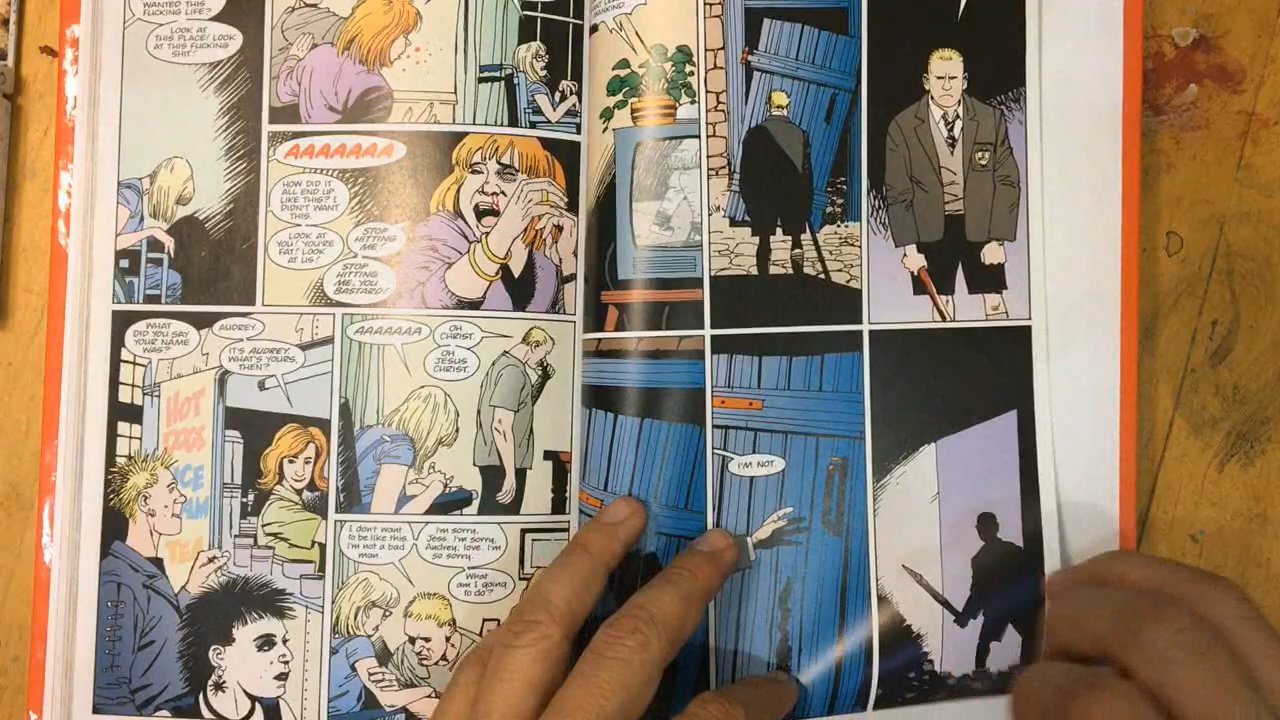 WANTED THIS
FUCKING LIFE?
LOOK AT
THIS PLACE! LOOK
AT THIS FUCKING
SHIT!
AAAAAAA
HOW DID IT
ALL END UP
LIKE THIS? I
DIDN'T WANT
THIS.
LOOK AT
YOU! YOU'RE
FAT! LOOK
AT US!
STOP
HITTING
ME!
STOP
HITTING
ME, YOU
BASTARD!
WHAT
DID YOU SAY
YOUR NAME
WAS?
AUDREY.
IT'S AUDREY.
WHAT'S YOURS,
THEN?
HOT
DOGS
ICE
TEA
AAAAAAA
OH
CHRIST.
OH
JESUS
CHRIST.
I don't want
to be like this.
I'm not a bad
man.
I'm sorry,
Jess. I'm sorry,
Audrey, love. I'm
so sorry.
What
am I going
to do?
MANKIND...
I'M NOT.